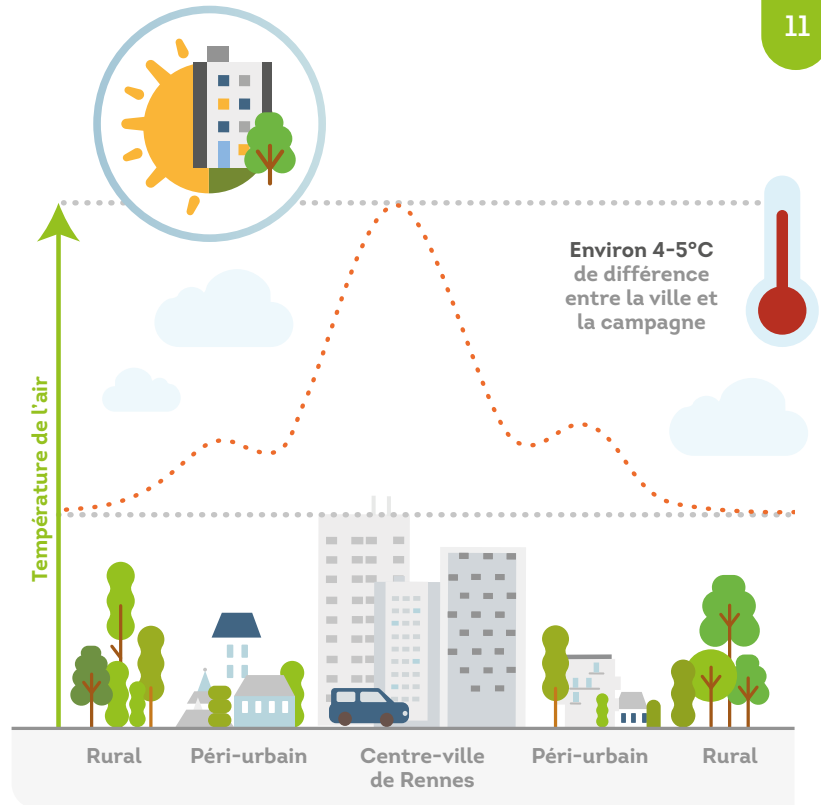 11
Environ 4-5°C
de différence
entre la ville et
la campagne
Température de l'air
Rural
Péri-urbain
Centre-ville
de Rennes
Péri-urbain
Rural